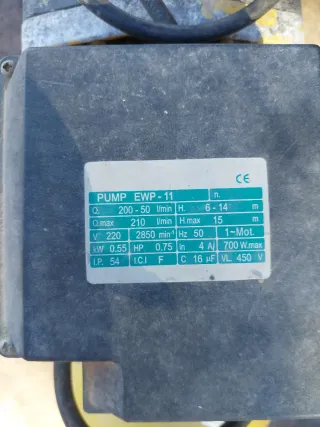 CE
PUMP EWP-11 n.
Q. 200-50 l/min H. 6-14 m
Q.max 210 l/min H.max 15 m
V~ 220 2850 min⁻¹ Hz 50 1~Mot.
kW 0.55 HP 0.75 In 4 A 700 W.max
I.P. 54 I.Cl F C 16 µF VL. 450 V